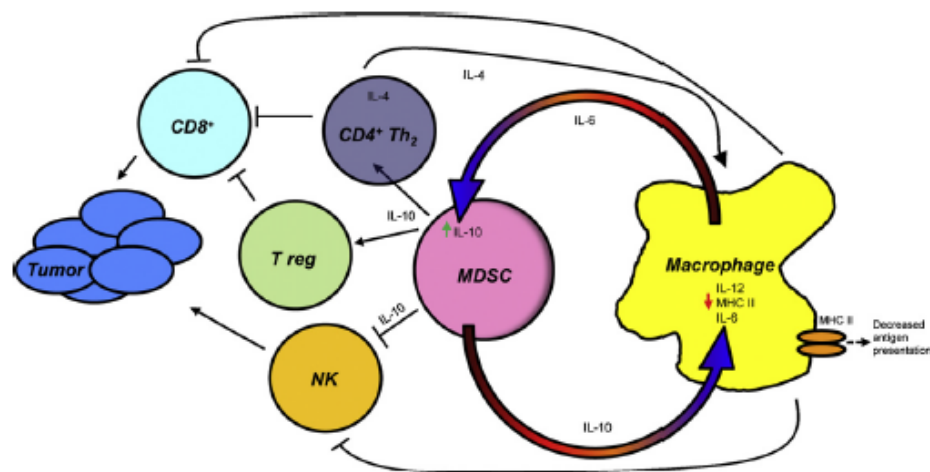 IL-4
CD8+
IL-4
CD4+ Th2
IL-6
IL-10
T reg
↑ IL-10
MDSC
Tumor
Macrophage
IL-12
↓ MHC II
IL-6
MHC II
Decreased
antigen
presentation
IL-10
NK
IL-10